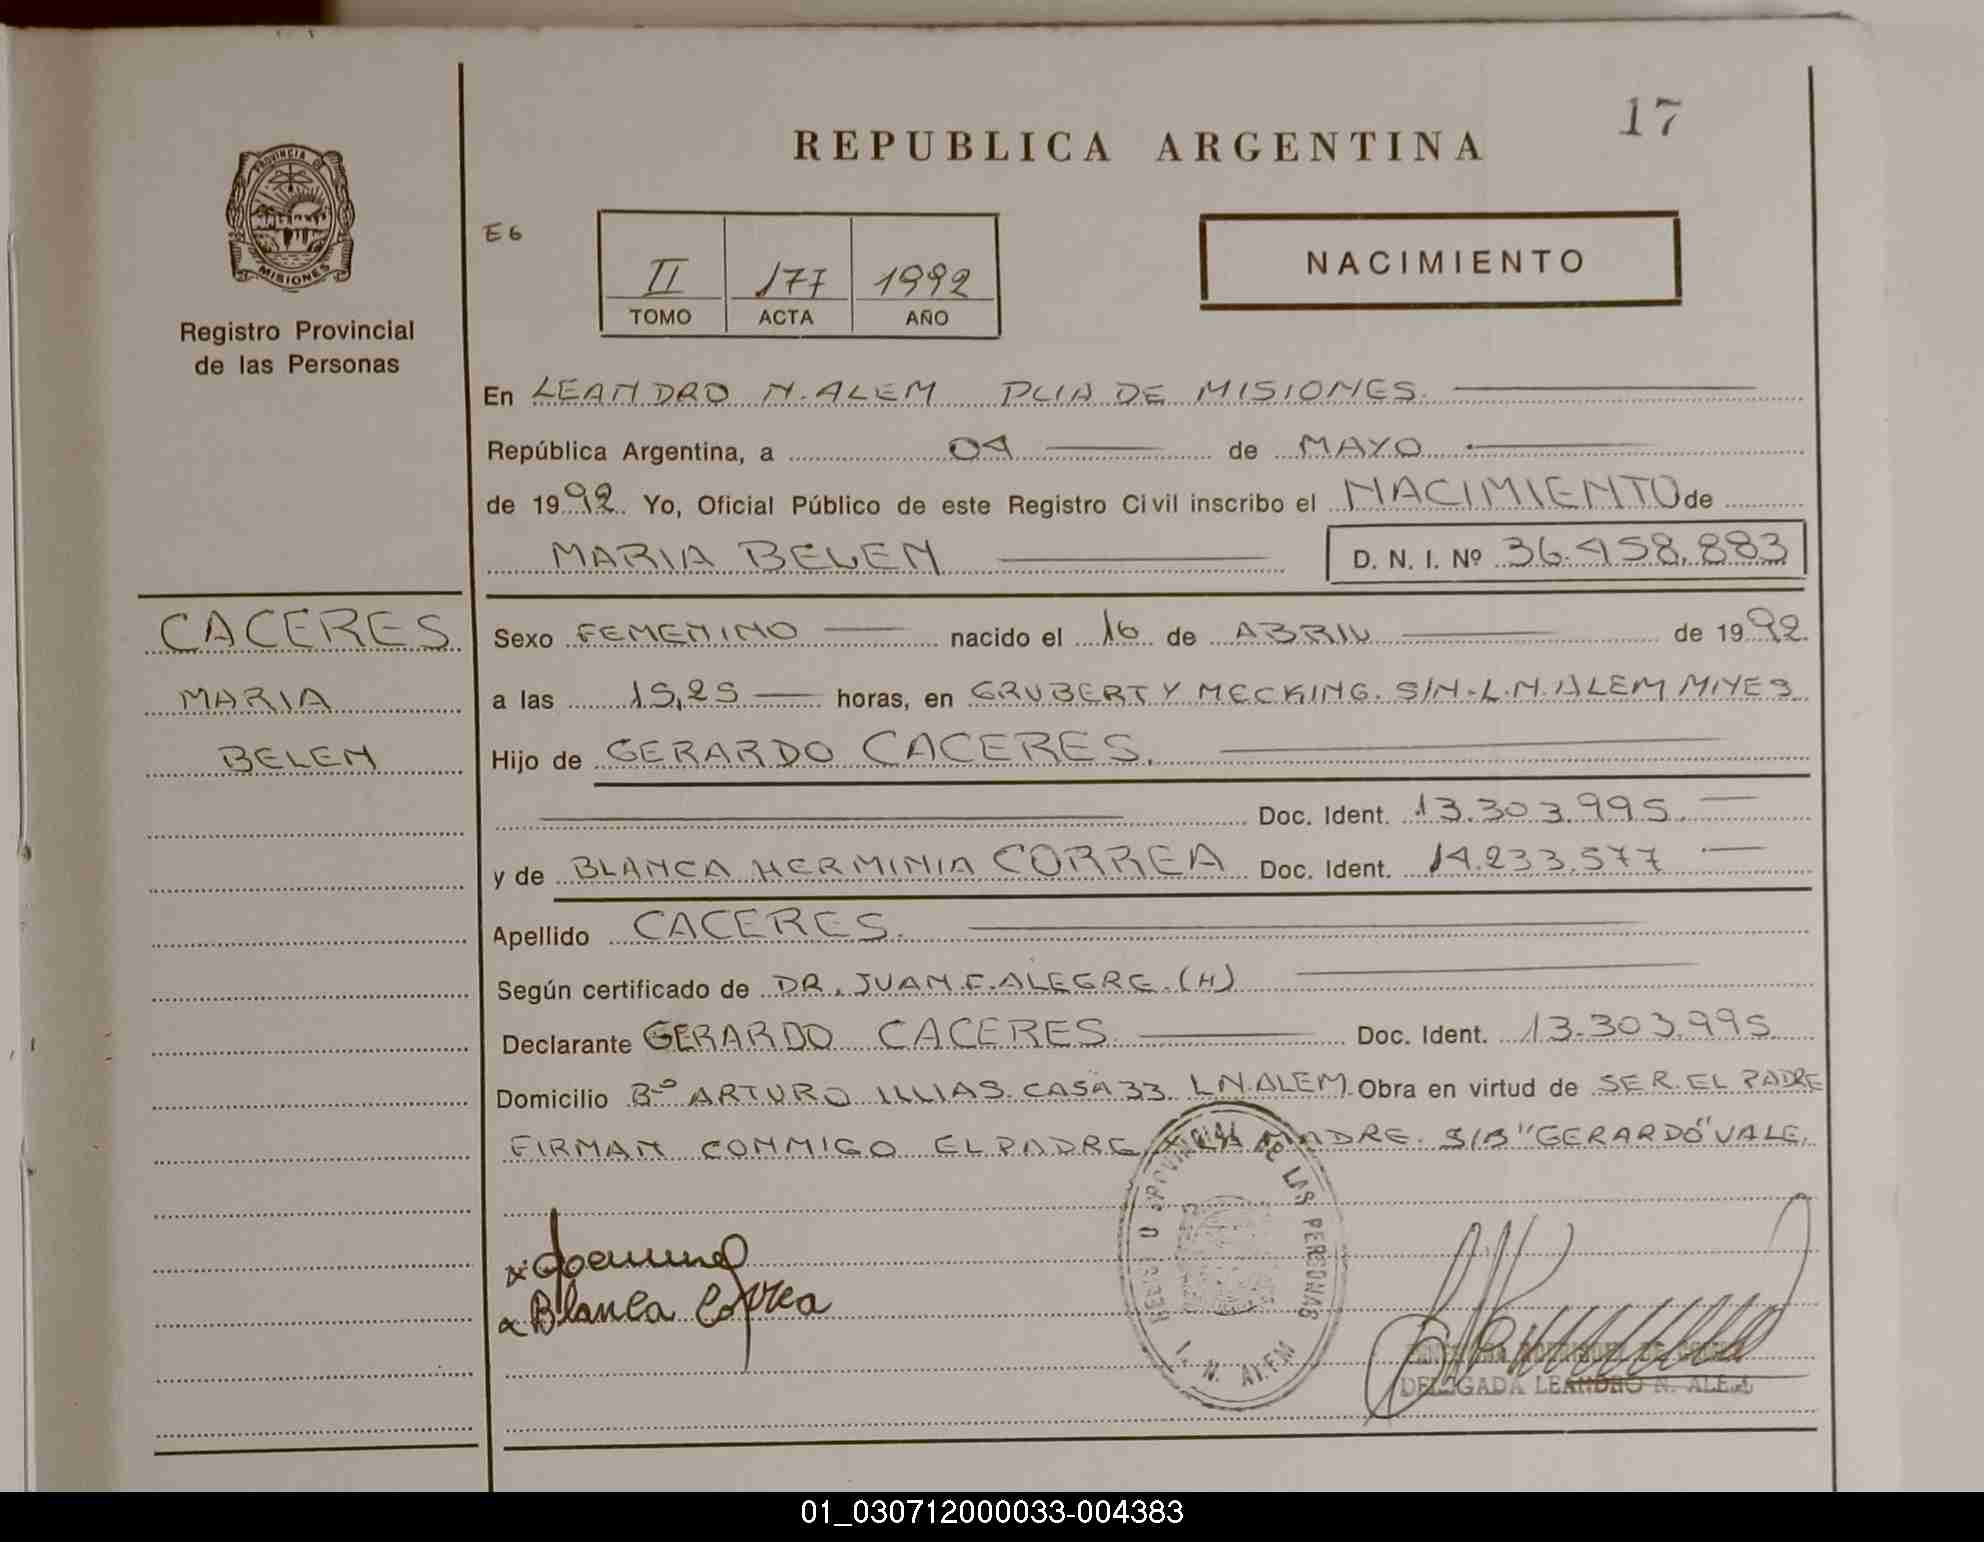 17
REPUBLICA ARGENTINA
PROVINCIA D
MISIONES
Registro Provincial
de las Personas
E6
II 177 1992
TOMO ACTA AÑO
NACIMIENTO
En LEANDRO N. ALEM PCIA DE MISIONES
República Argentina, a 04 de MAYO
de 1992 Yo, Oficial Público de este Registro Civil inscribo el NACIMIENTO de
MARIA BELEN D. N. I. Nº 36.458.883
CACERES
MARIA
BELEN
Sexo FEMENINO nacido el 16 de ABRIL de 1992
a las 15,25 horas, en GRUBERT Y MECKING. S/N-L.N.ALEM MNES
Hijo de GERARDO CACERES.
Doc. Ident. 13.303.995.
y de BLANCA HERMINIA CORREA Doc. Ident. 14.233.577
Apellido CACERES.
Según certificado de DR. JUAN F. ALEGRE (H)
Declarante GERARDO CACERES Doc. Ident. 13.303.995
Domicilio Bº ARTURO ILLIAS CASA 33 L.N.ALEM Obra en virtud de SER EL PADRE
FIRMAN CONMIGO EL PADRE Y LA MADRE. S/B "GERARDO" VALE.
x
x Blanca Correa
REGISTRO PROVINCIAL DE LAS PERSONAS
L. N. ALEM
DELEGADA LEANDRO N. ALEM
01_030712000033-004383